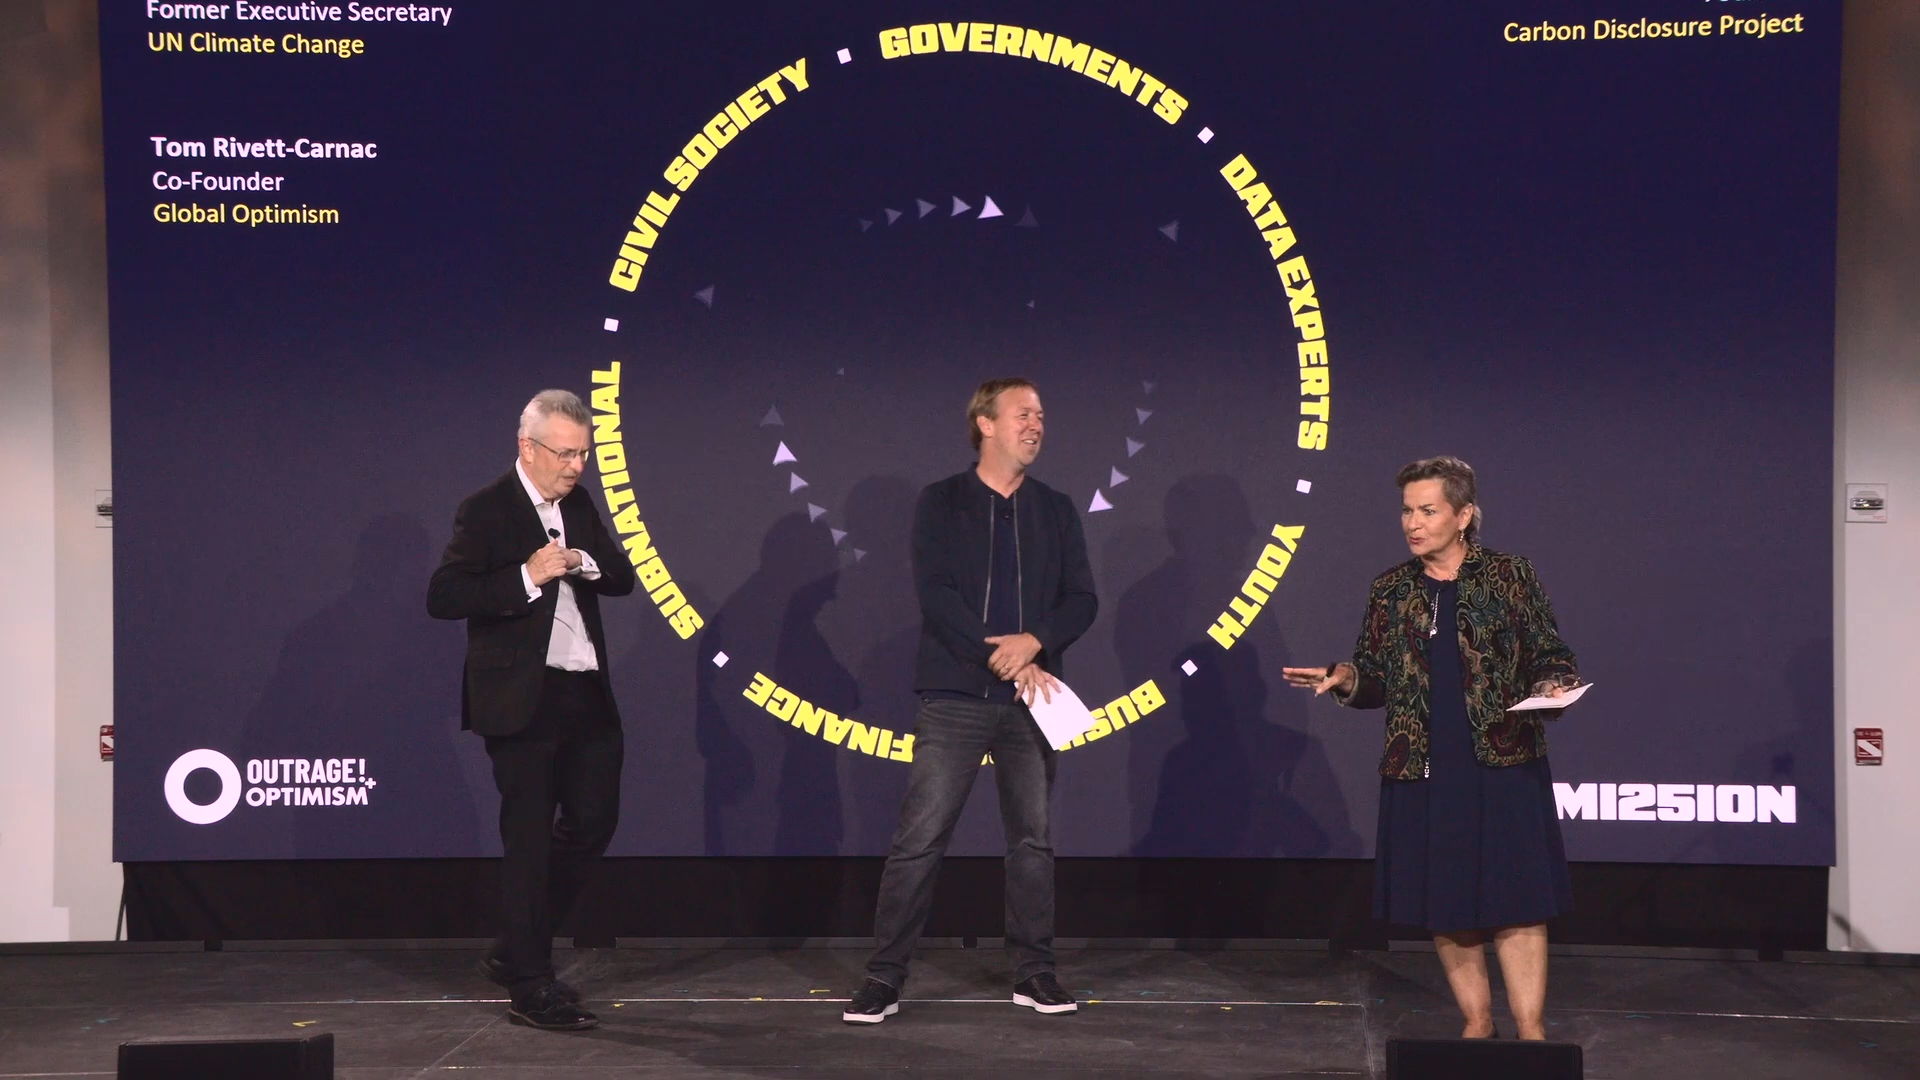 Former Executive Secretary
UN Climate Change
Tom Rivett-Carnac
Co-Founder
Global Optimism
Carbon Disclosure Project
GOVERNMENTS
DATA EXPERTS
YOUTH
FINANCE
SUBNATIONAL
CIVIL SOCIETY
OUTRAGE! +
OPTIMISM
MI25ION